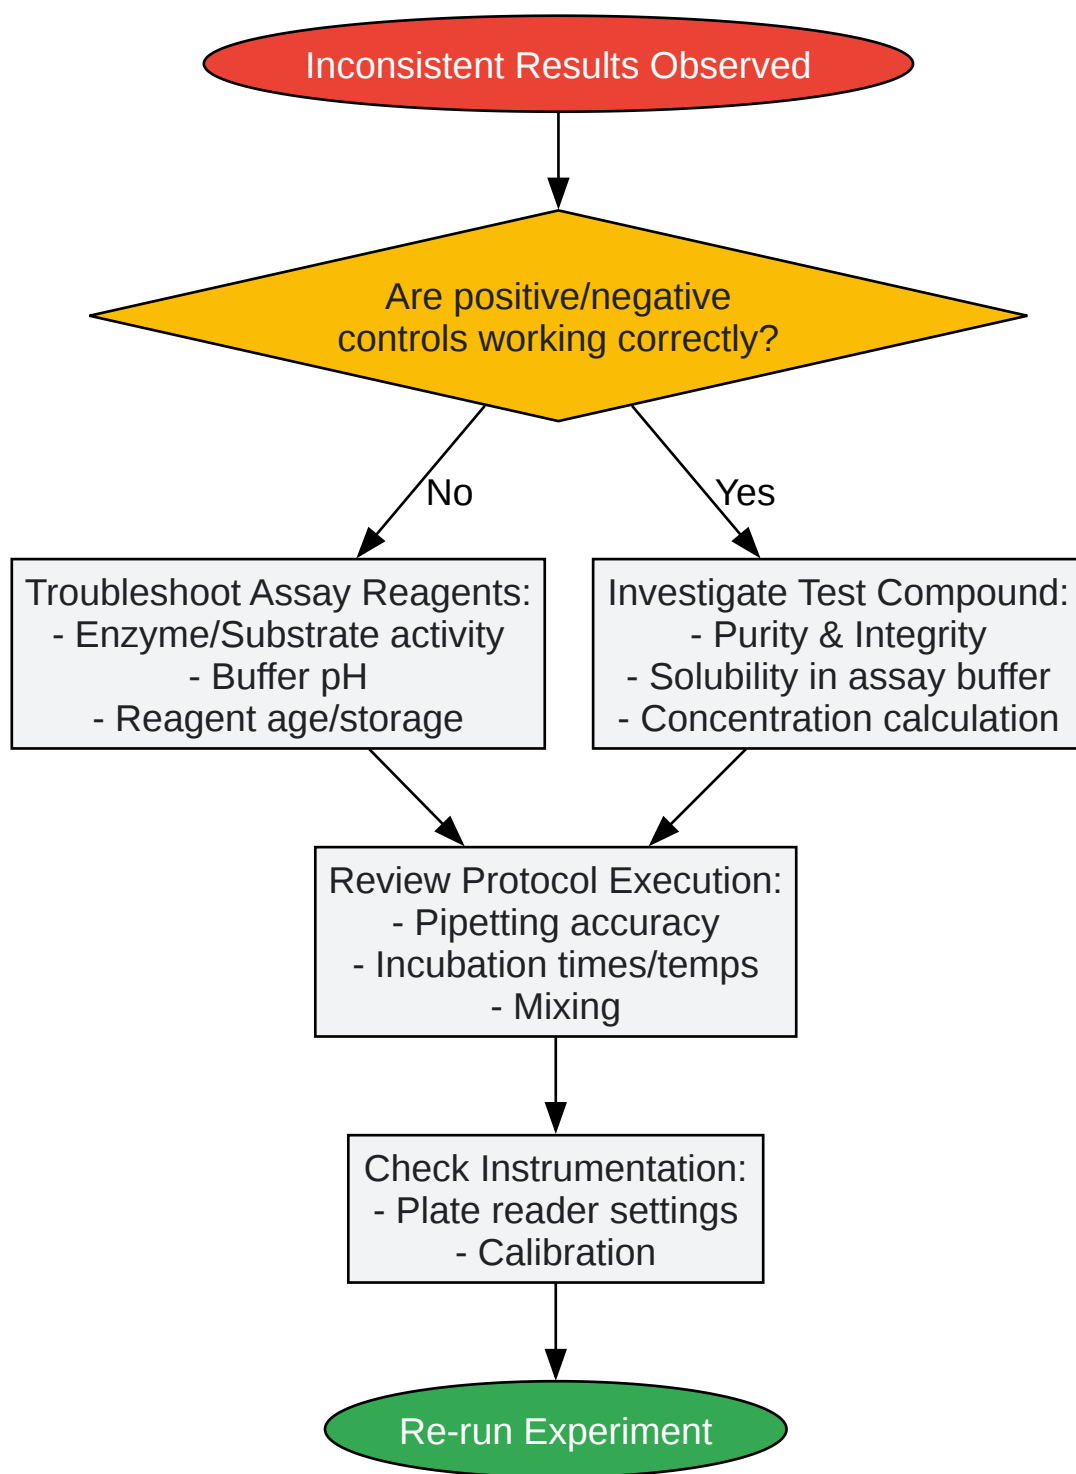 Inconsistent Results Observed
Are positive/negative
controls working correctly?
No
Yes
Troubleshoot Assay Reagents:
- Enzyme/Substrate activity
- Buffer pH
- Reagent age/storage
Investigate Test Compound:
- Purity & Integrity
- Solubility in assay buffer
- Concentration calculation
Review Protocol Execution:
- Pipetting accuracy
- Incubation times/temps
- Mixing
Check Instrumentation:
- Plate reader settings
- Calibration
Re-run Experiment